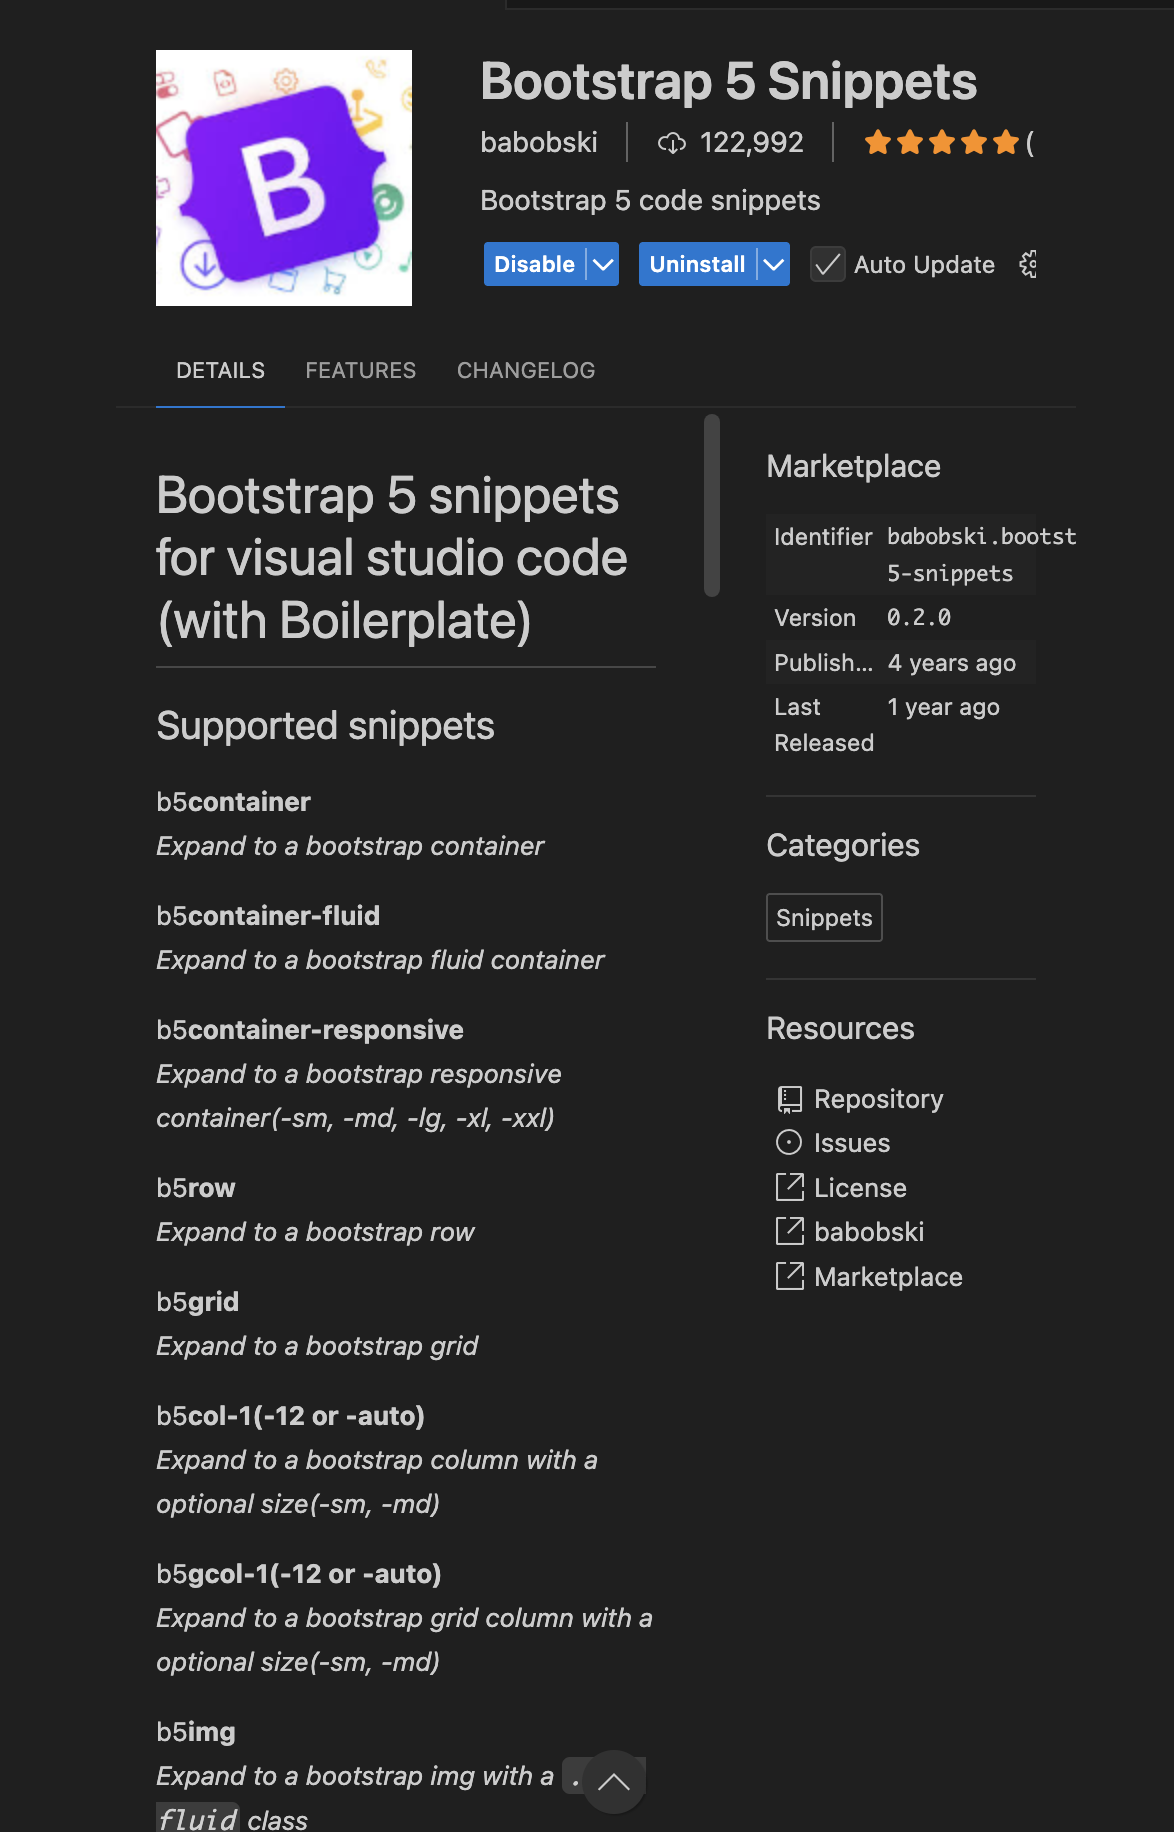 B
Bootstrap 5 Snippets
babobski
122,992
(
Bootstrap 5 code snippets
Disable
Uninstall
Auto Update
DETAILS
FEATURES
CHANGELOG
Bootstrap 5 snippets
for visual studio code
(with Boilerplate)
Supported snippets
b5container
Expand to a bootstrap container
b5container-fluid
Expand to a bootstrap fluid container
b5container-responsive
Expand to a bootstrap responsive
container(-sm, -md, -lg, -xl, -xxl)
b5row
Expand to a bootstrap row
b5grid
Expand to a bootstrap grid
b5col-1(-12 or -auto)
Expand to a bootstrap column with a
optional size(-sm, -md)
b5gcol-1(-12 or -auto)
Expand to a bootstrap grid column with a
optional size(-sm, -md)
b5img
Expand to a bootstrap img with a .
fluid class
Marketplace
Identifier babobski.bootst
5-snippets
Version 0.2.0
Publish... 4 years ago
Last 1 year ago
Released
Categories
Snippets
Resources
Repository
Issues
License
babobski
Marketplace